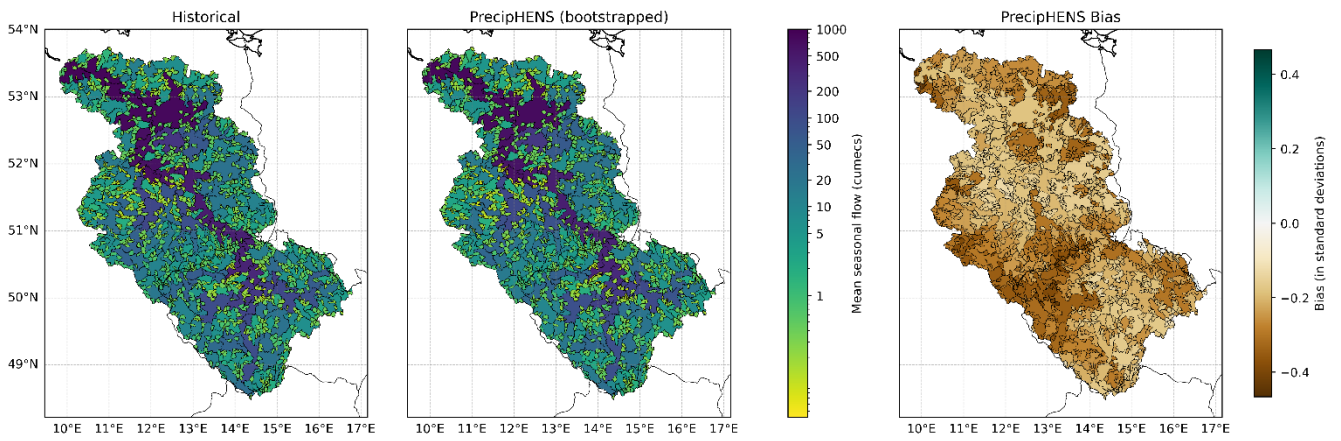 Historical
54°N
53°N
52°N
51°N
50°N
49°N
10°E 11°E 12°E 13°E 14°E 15°E 16°E 17°E
PrecipHENS (bootstrapped)
10°E 11°E 12°E 13°E 14°E 15°E 16°E 17°E
1000
500
200
100
50
20
10
5
1
Mean seasonal flow (cumecs)
PrecipHENS Bias
10°E 11°E 12°E 13°E 14°E 15°E 16°E 17°E
0.4
0.2
0.0
−0.2
−0.4
Bias (in standard deviations)